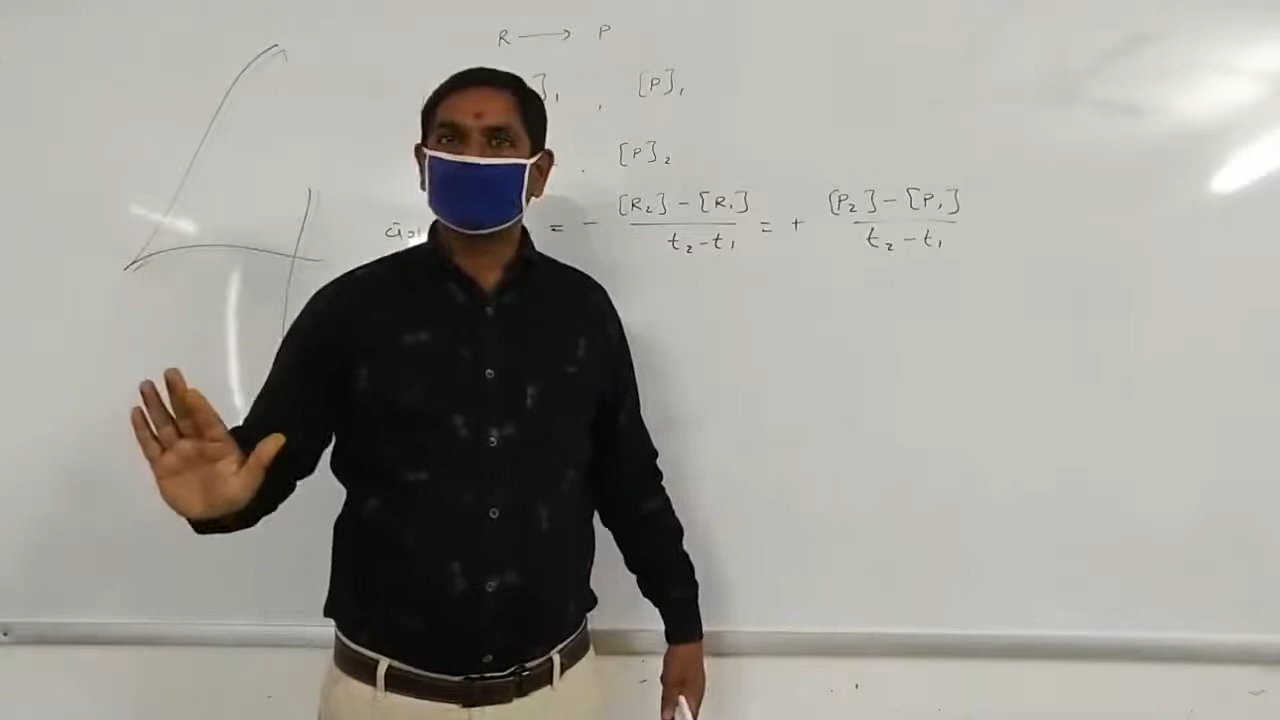 R ⟶ P
]₁ , [P]₁
. [P]₂
= - [R₂] - [R₁] / t₂ - t₁ = + [P₂] - [P₁] / t₂ - t₁